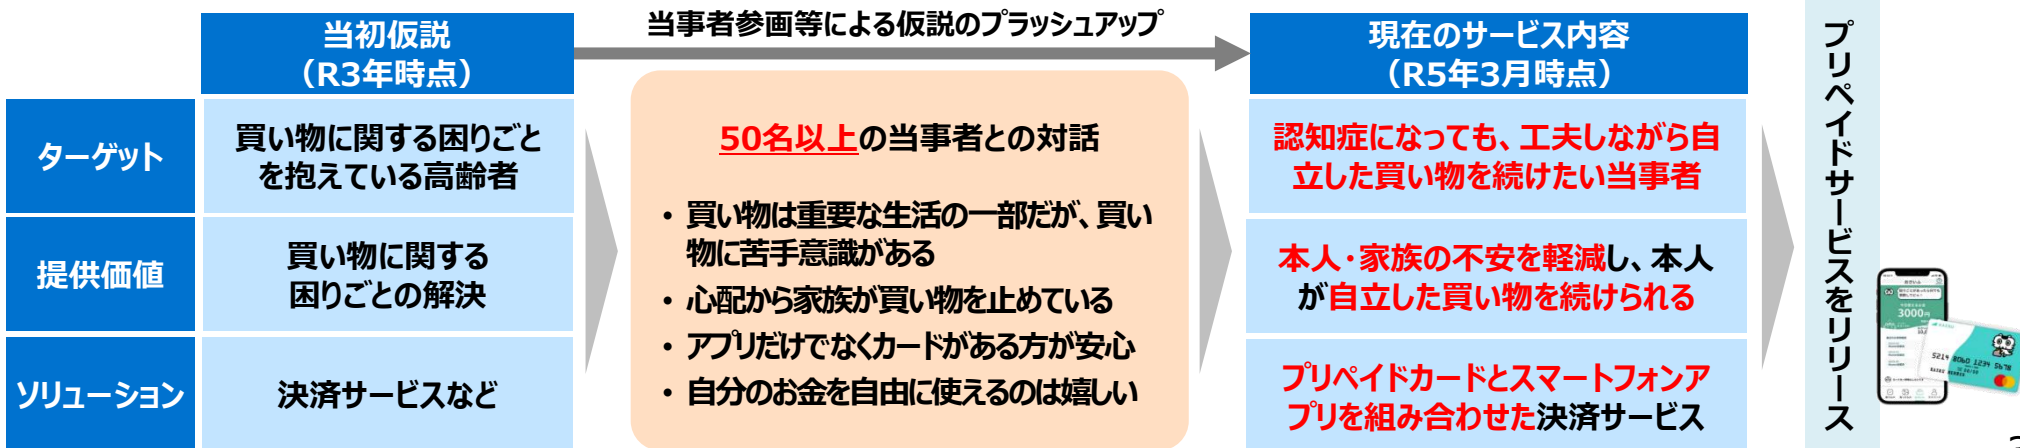 当事者参画等による仮説のブラッシュアップ
当初仮説
（R3年時点）
現在のサービス内容
（R5年3月時点）
ターゲット
買い物に関する困りごと
を抱えている高齢者
提供価値
買い物に関する
困りごとの解決
ソリューション
決済サービスなど
50名以上の当事者との対話
• 買い物は重要な生活の一部だが、買い
物に苦手意識がある
• 心配から家族が買い物を止めている
• アプリだけでなくカードがある方が安心
• 自分のお金を自由に使えるのは嬉しい
認知症になっても、工夫しながら自
立した買い物を続けたい当事者
本人・家族の不安を軽減し、本人
が自立した買い物を続けられる
プリペイドカードとスマートフォンア
プリを組み合わせた決済サービス
プリペイドサービスをリリース
3000円
5214 8060 1234 5678